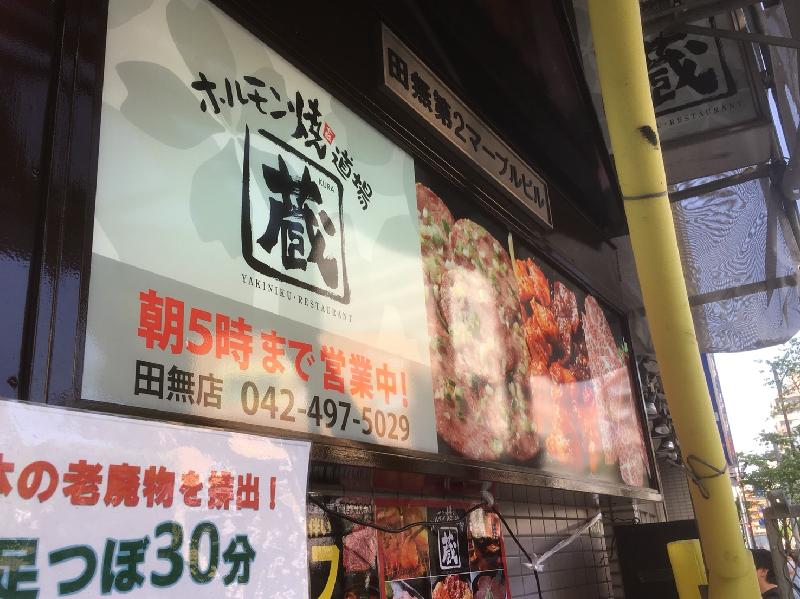 ホルモン焼 道場
蔵
KURA
YAKINIKU・RESTAURANT
朝5時まで営業中!
田無店 042-497-5029
田無第2マーブルビル
蔵
RESTAURANT
体の老廃物を排出!
足つぼ30分
蔵